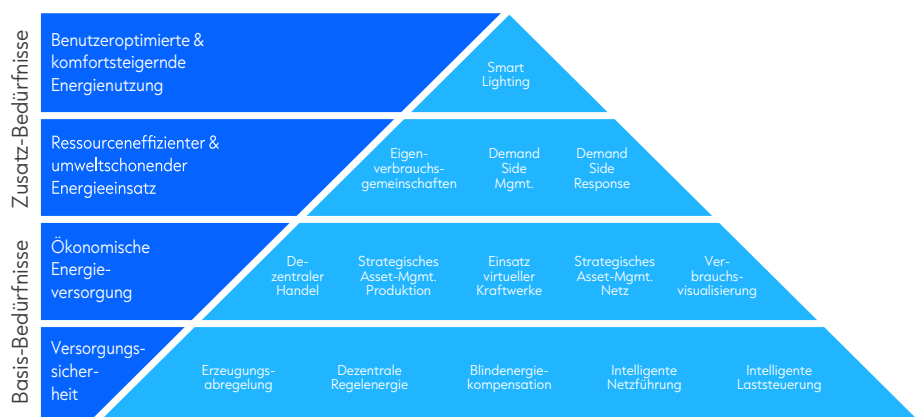 Zusatz-Bedürfnisse
Benutzeroptimierte &
komfortsteigernde
Energienutzung
Smart
Lighting
Ressourceneffizienter &
umweltschonender
Energieeinsatz
Eigen-
verbrauchs-
gemeinschaften
Demand
Side
Mgmt.
Demand
Side
Response
Basis-Bedürfnisse
Ökonomische
Energie-
versorgung
De-
zentraler
Handel
Strategisches
Asset-Mgmt.
Produktion
Einsatz
virtueller
Kraftwerke
Strategisches
Asset-Mgmt.
Netz
Ver-
brauchs-
visualisierung
Versorgungs-
sicher-
heit
Erzeugungs-
abregelung
Dezentrale
Regelenergie
Blindenergie-
kompensation
Intelligente
Netzführung
Intelligente
Laststeuerung